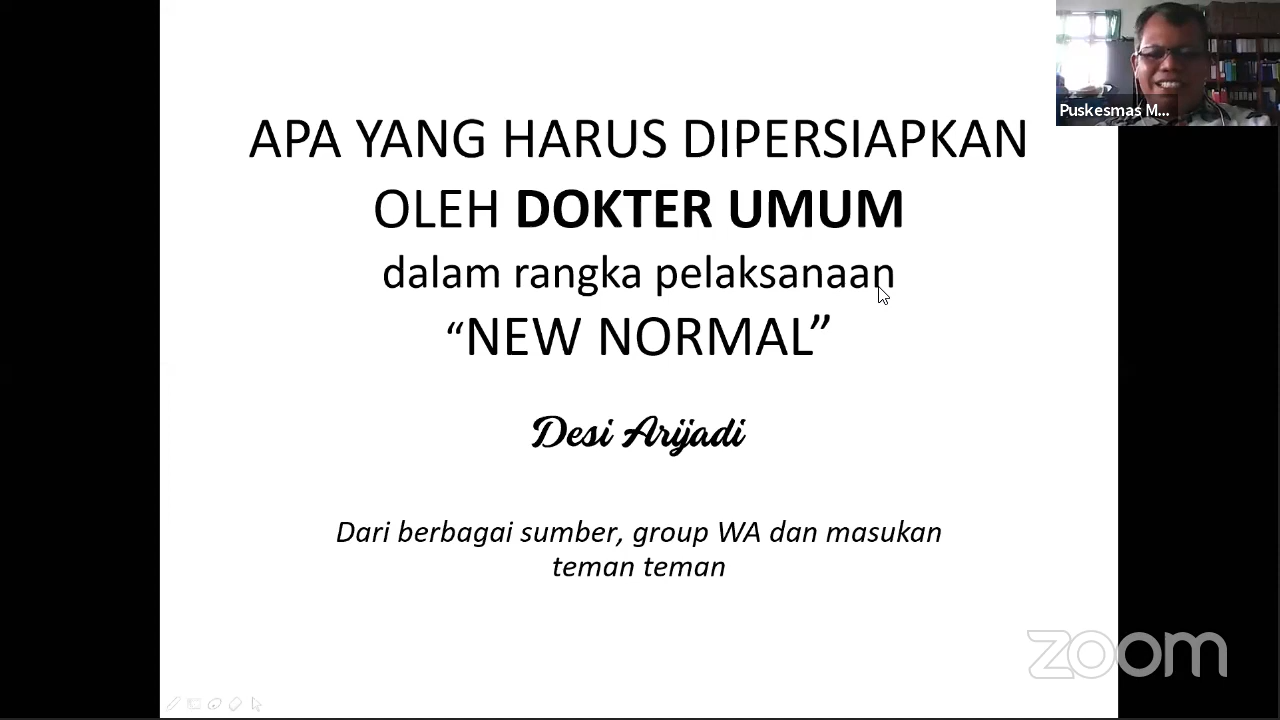 Puskesmas M...
APA YANG HARUS DIPERSIAPKAN
OLEH DOKTER UMUM
dalam rangka pelaksanaan
“NEW NORMAL”
Desi Arijadi
Dari berbagai sumber, group WA dan masukan
teman teman
zoom